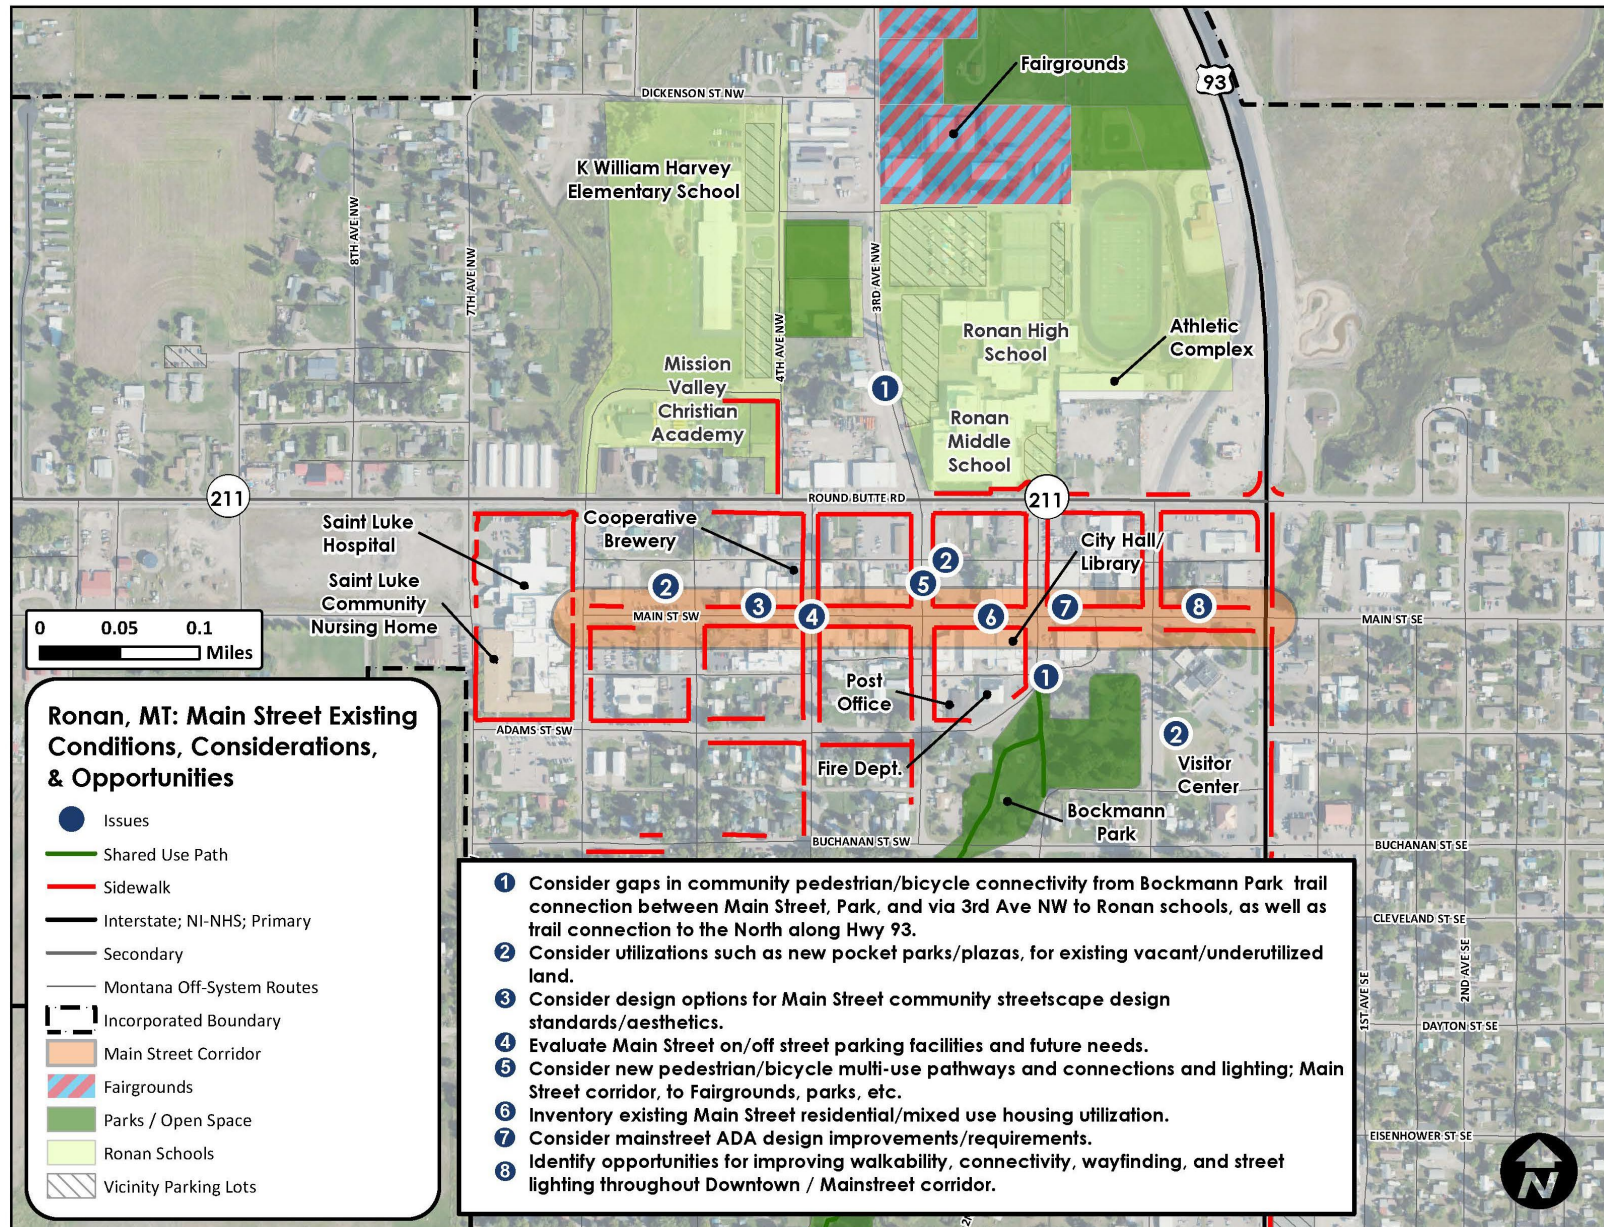 Fairgrounds
93
DICKENSON ST NW
K William Harvey
Elementary School
8TH AVE NW
7TH AVE NW
3RD AVE NW
4TH AVE NW
Ronan High
School
Athletic
Complex
Mission
Valley
Christian
Academy
1
Ronan
Middle
School
211
ROUND BUTTE RD
211
Saint Luke
Hospital
Cooperative
Brewery
City Hall/
Library
2
2
5
Saint Luke
Community
Nursing Home
3
4
6
7
8
MAIN ST SW
MAIN ST SE
0 0.05 0.1
Miles
Post
Office
1
ADAMS ST SW
Fire Dept.
2
Visitor
Center
Bockmann
Park
BUCHANAN ST SW
BUCHANAN ST SE
CLEVELAND ST SE
1ST AVE SE
2ND AVE SE
DAYTON ST SE
EISENHOWER ST SE
Ronan, MT: Main Street Existing
Conditions, Considerations,
& Opportunities
Issues
Shared Use Path
Sidewalk
Interstate; NI-NHS; Primary
Secondary
Montana Off-System Routes
Incorporated Boundary
Main Street Corridor
Fairgrounds
Parks / Open Space
Ronan Schools
Vicinity Parking Lots
1 Consider gaps in community pedestrian/bicycle connectivity from Bockmann Park trail
connection between Main Street, Park, and via 3rd Ave NW to Ronan schools, as well as
trail connection to the North along Hwy 93.
2 Consider utilizations such as new pocket parks/plazas, for existing vacant/underutilized
land.
3 Consider design options for Main Street community streetscape design
standards/aesthetics.
4 Evaluate Main Street on/off street parking facilities and future needs.
5 Consider new pedestrian/bicycle multi-use pathways and connections and lighting; Main
Street corridor, to Fairgrounds, parks, etc.
6 Inventory existing Main Street residential/mixed use housing utilization.
7 Consider mainstreet ADA design improvements/requirements.
8 Identify opportunities for improving walkability, connectivity, wayfinding, and street
lighting throughout Downtown / Mainstreet corridor.
N